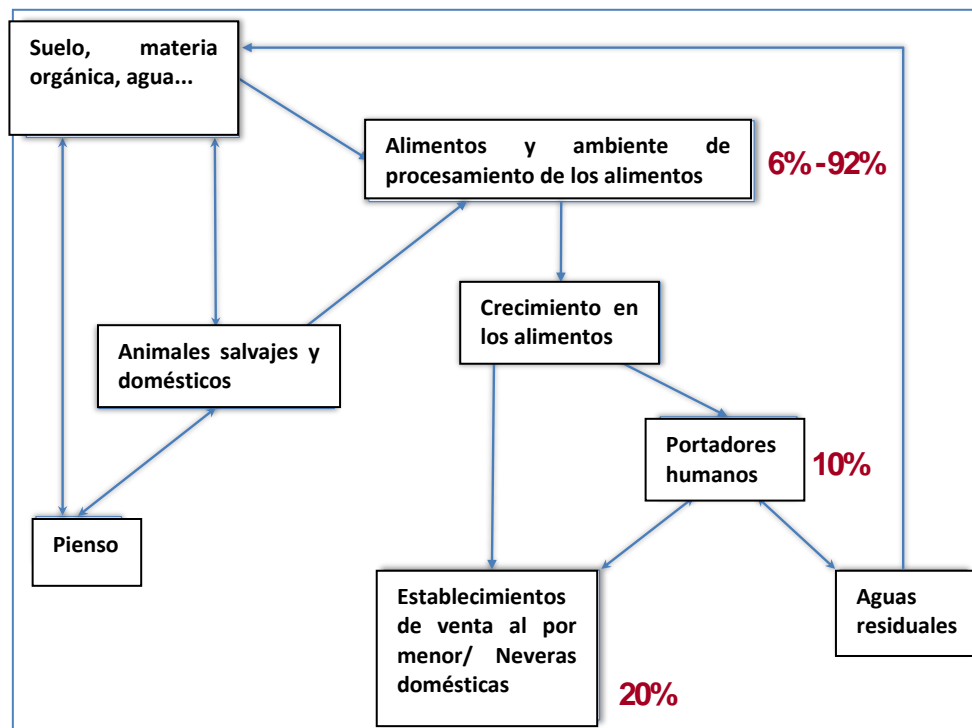 Suelo, materia
orgánica, agua...
Alimentos y ambiente de
procesamiento de los alimentos
6% -92%
Crecimiento en
los alimentos
Animales salvajes y
domésticos
Portadores
humanos
10%
Pienso
Establecimientos
de venta al por
menor/ Neveras
domésticas
20%
Aguas
residuales